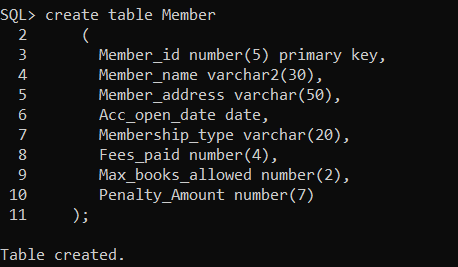 SQL> create table Member
2 (
3 Member_id number(5) primary key,
4 Member_name varchar2(30),
5 Member_address varchar(50),
6 Acc_open_date date,
7 Membership_type varchar(20),
8 Fees_paid number(4),
9 Max_books_allowed number(2),
10 Penalty_Amount number(7)
11 );
Table created.